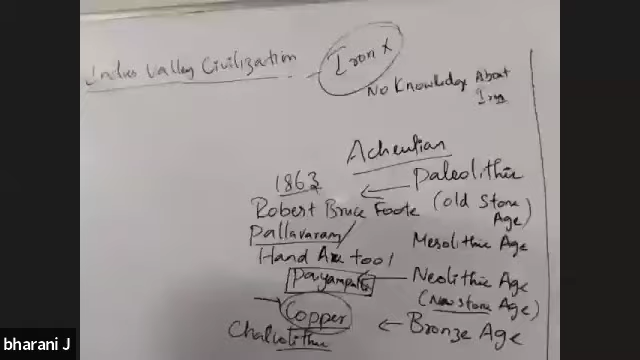 Indus Valley Civilization
Iron x
No Knowledge About
Iron
Acheulian
1863
Paleolithic
Robert Bruce Foote
(Old Stone
Age)
Pallavaram/
Mesolithic Age
Hand Axe tool
Paiyampalli
Neolithic Age
(New stone Age)
Copper
Bronze Age
Chalcolithic
bharani J